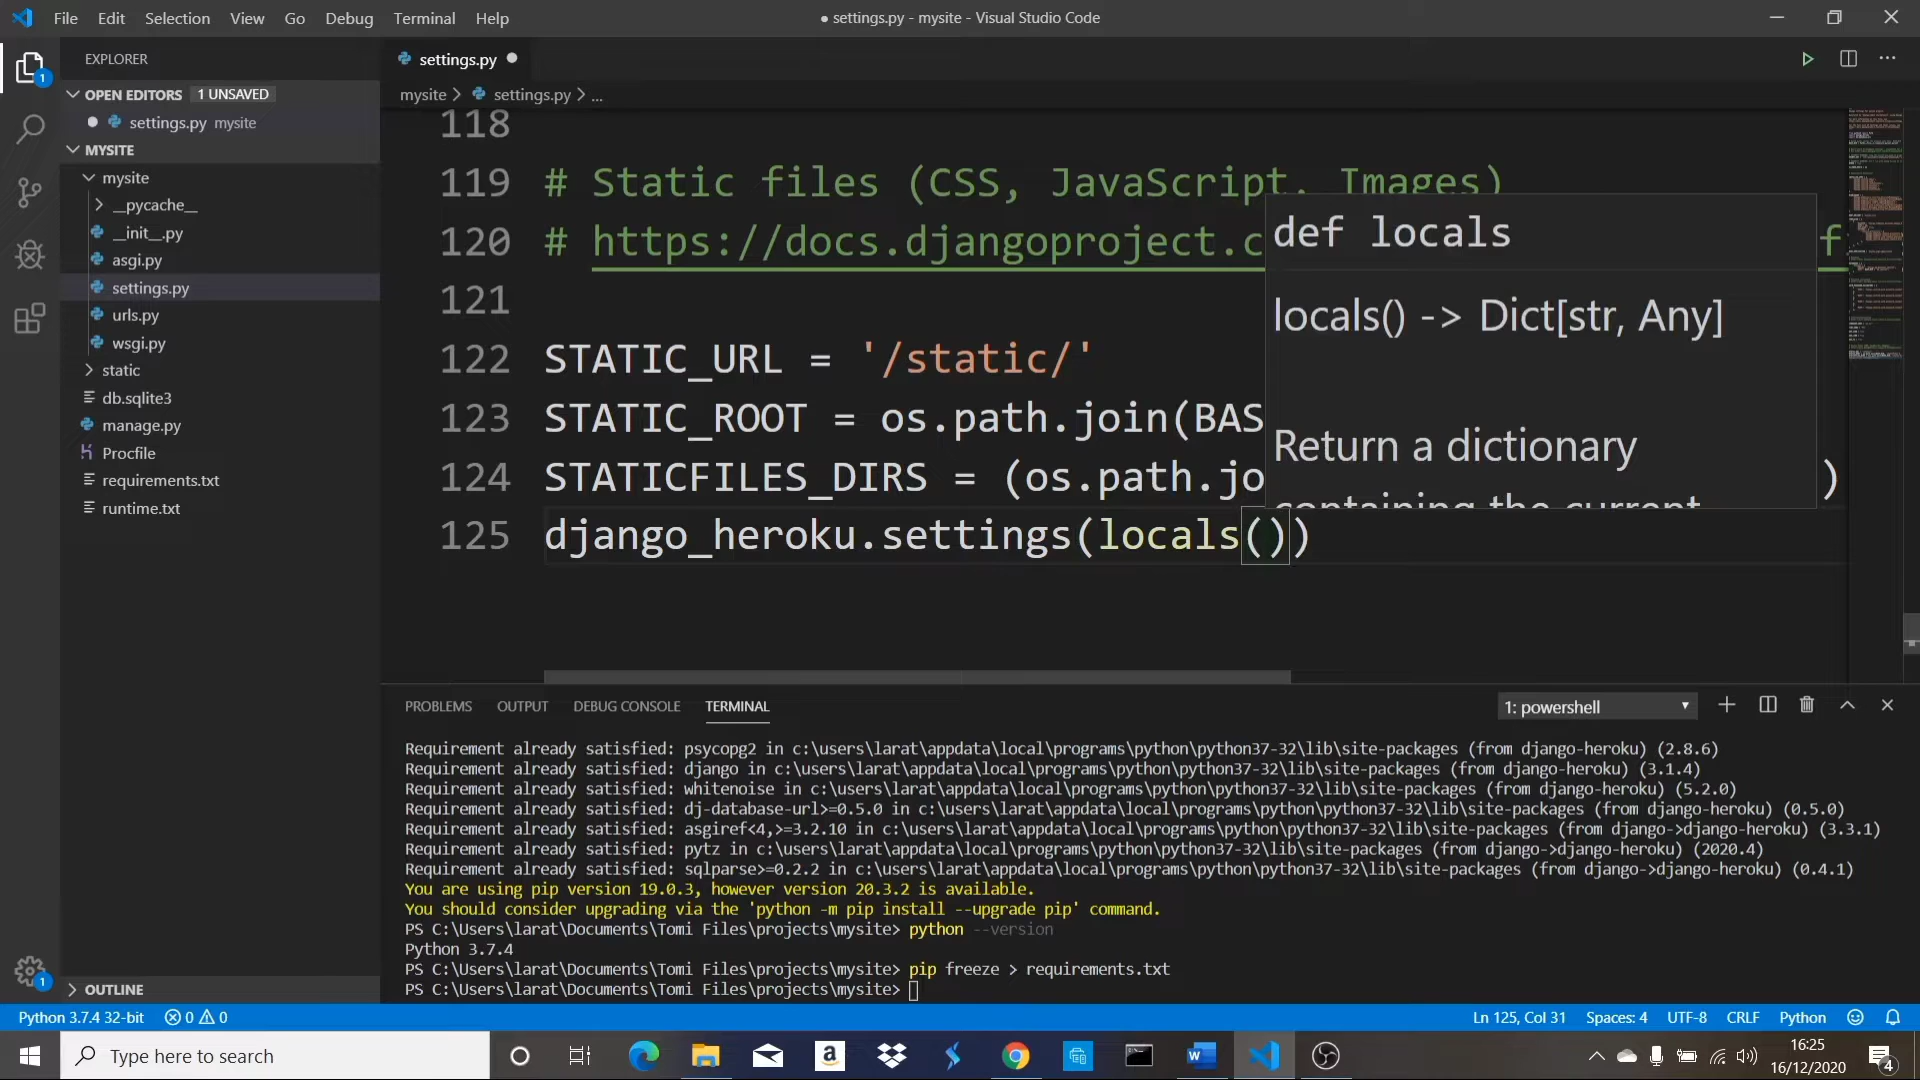 File Edit Selection View Go Debug Terminal Help
● settings.py - mysite - Visual Studio Code
EXPLORER
OPEN EDITORS 1 UNSAVED
settings.py mysite
MYSITE
mysite
__pycache__
__init__.py
asgi.py
settings.py
urls.py
wsgi.py
static
db.sqlite3
manage.py
Procfile
requirements.txt
runtime.txt
OUTLINE
1
1
settings.py
mysite > settings.py > ...
118
119 # Static files (CSS, JavaScript, Images)
120 # https://docs.djangoproject.c
121
122 STATIC_URL = '/static/'
123 STATIC_ROOT = os.path.join(BAS
124 STATICFILES_DIRS = (os.path.jo )
125 django_heroku.settings(locals())
def locals
locals() -> Dict[str, Any]
Return a dictionary
containing the current
PROBLEMS OUTPUT DEBUG CONSOLE TERMINAL
1: powershell
Requirement already satisfied: psycopg2 in c:\users\larat\appdata\local\programs\python\python37-32\lib\site-packages (from django-heroku) (2.8.6)
Requirement already satisfied: django in c:\users\larat\appdata\local\programs\python\python37-32\lib\site-packages (from django-heroku) (3.1.4)
Requirement already satisfied: whitenoise in c:\users\larat\appdata\local\programs\python\python37-32\lib\site-packages (from django-heroku) (5.2.0)
Requirement already satisfied: dj-database-url>=0.5.0 in c:\users\larat\appdata\local\programs\python\python37-32\lib\site-packages (from django-heroku) (0.5.0)
Requirement already satisfied: asgiref<4,>=3.2.10 in c:\users\larat\appdata\local\programs\python\python37-32\lib\site-packages (from django->django-heroku) (3.3.1)
Requirement already satisfied: pytz in c:\users\larat\appdata\local\programs\python\python37-32\lib\site-packages (from django->django-heroku) (2020.4)
Requirement already satisfied: sqlparse>=0.2.2 in c:\users\larat\appdata\local\programs\python\python37-32\lib\site-packages (from django->django-heroku) (0.4.1)
You are using pip version 19.0.3, however version 20.3.2 is available.
You should consider upgrading via the 'python -m pip install --upgrade pip' command.
PS C:\Users\larat\Documents\Tomi Files\projects\mysite> python --version
Python 3.7.4
PS C:\Users\larat\Documents\Tomi Files\projects\mysite> pip freeze > requirements.txt
PS C:\Users\larat\Documents\Tomi Files\projects\mysite>
Python 3.7.4 32-bit 0 0
Ln 125, Col 31 Spaces: 4 UTF-8 CRLF Python
Type here to search
16:25
16/12/2020
4